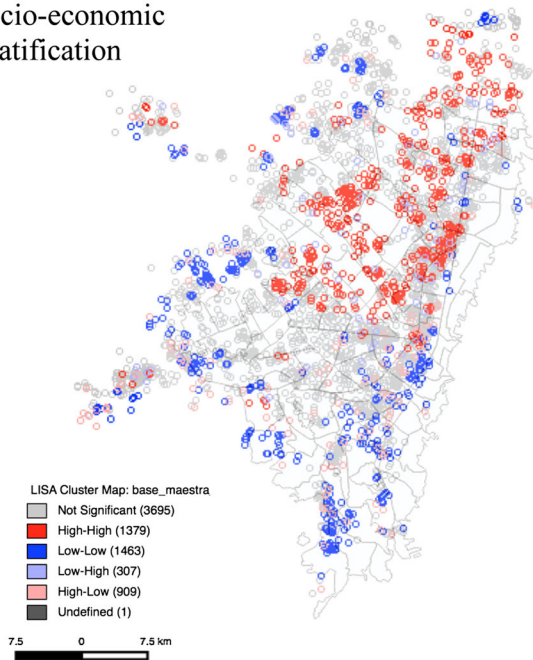 cio-economic
atification
LISA Cluster Map: base_maestra
Not Significant (3695)
High-High (1379)
Low-Low (1463)
Low-High (307)
High-Low (909)
Undefined (1)
7.5 0 7.5 km